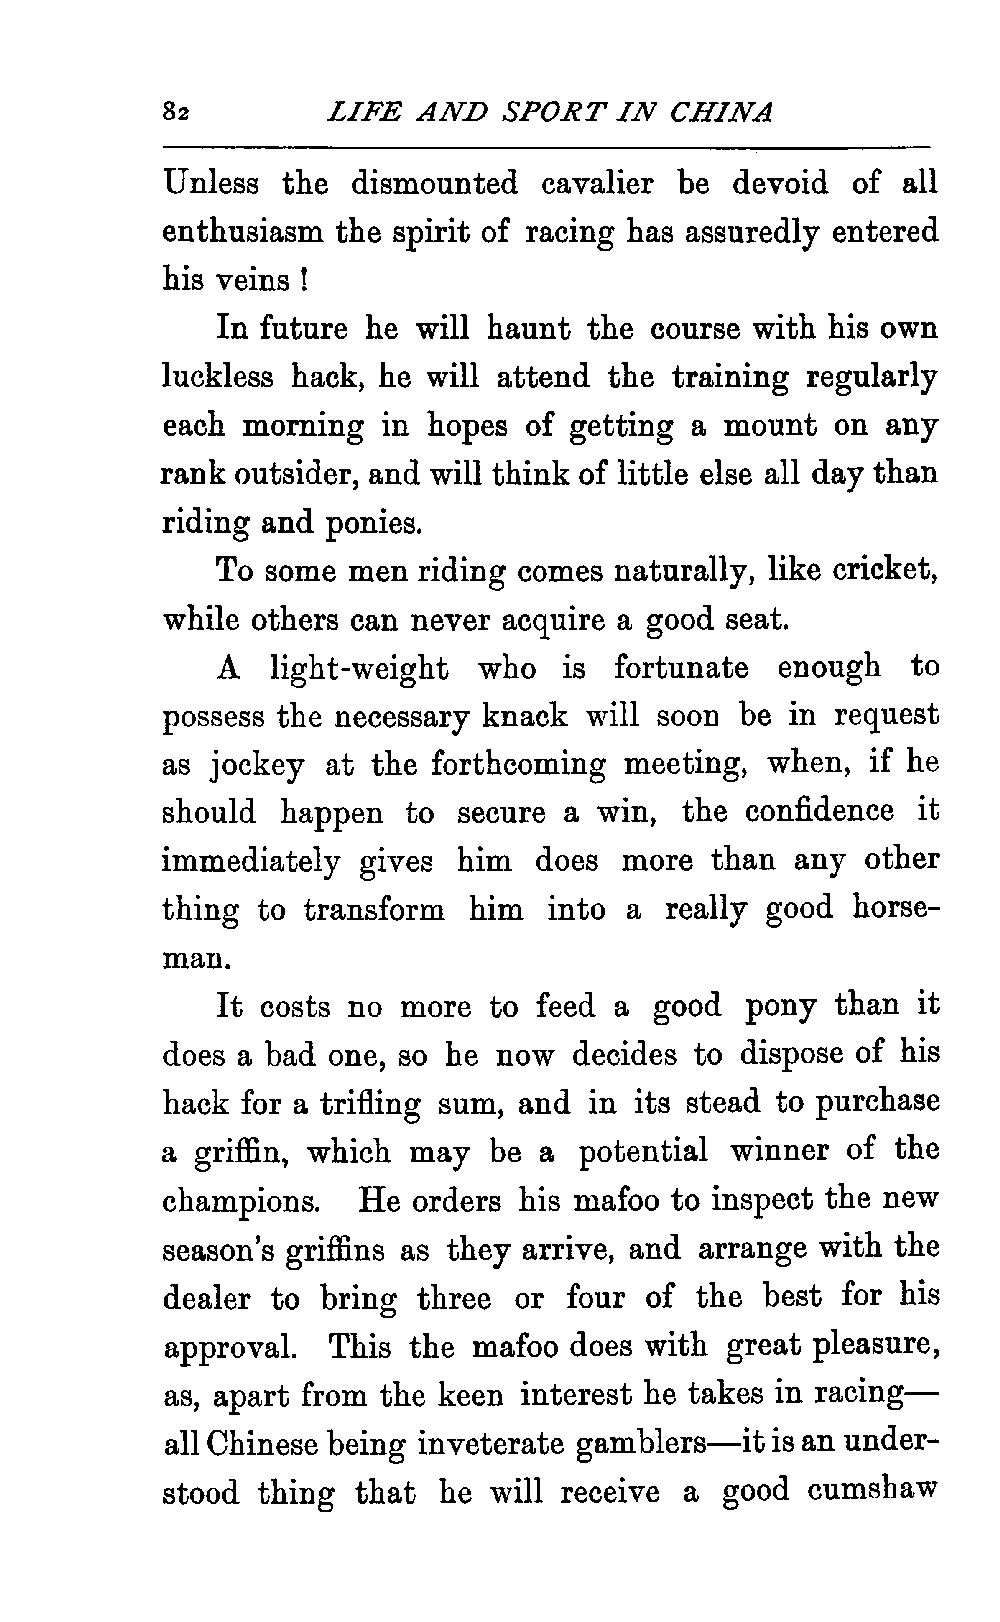 82 LIFE AND SPORT IN CHINA
Unless the dismounted cavalier be devoid of all
enthusiasm the spirit of racing has assuredly entered
his veins !
In future he will haunt the course with his own
luckless hack, he will attend the training regularly
each morning in hopes of getting a mount on any
rank outsider, and will think of little else all day than
riding and ponies.
To some men riding comes naturally, like cricket,
while others can never acquire a good seat.
A light-weight who is fortunate enough to
possess the necessary knack will soon be in request
as jockey at the forthcoming meeting, when, if he
should happen to secure a win, the confidence it
immediately gives him does more than any other
thing to transform him into a really good horse-
man.
It costs no more to feed a good pony than it
does a bad one, so he now decides to dispose of his
hack for a trifling sum, and in its stead to purchase
a griffin, which may be a potential winner of the
champions. He orders his mafoo to inspect the new
season's griffins as they arrive, and arrange with the
dealer to bring three or four of the best for his
approval. This the mafoo does with great pleasure,
as, apart from the keen interest he takes in racing—
all Chinese being inveterate gamblers—it is an under-
stood thing that he will receive a good cumshaw